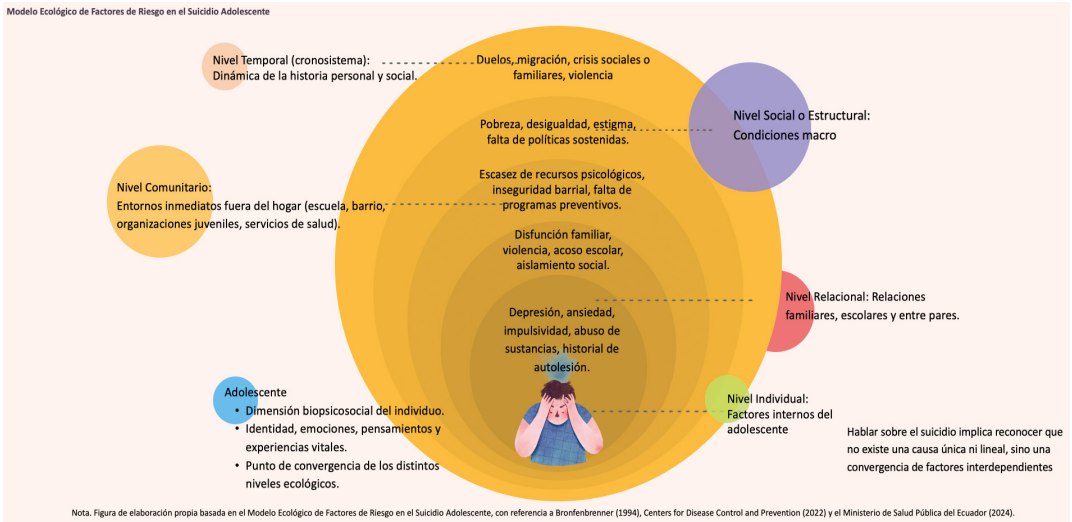 Modelo Ecológico de Factores de Riesgo en el Suicidio Adolescente
Nivel Temporal (cronosistema):
Dinámica de la historia personal y social.
Duelos, migración, crisis sociales o
familiares, violencia
Nivel Social o Estructural:
Condiciones macro
Pobreza, desigualdad, estigma,
falta de políticas sostenidas.
Nivel Comunitario:
Entornos inmediatos fuera del hogar (escuela, barrio,
organizaciones juveniles, servicios de salud).
Escasez de recursos psicológicos,
inseguridad barrial, falta de
programas preventivos.
Disfunción familiar,
violencia, acoso escolar,
aislamiento social.
Nivel Relacional: Relaciones
familiares, escolares y entre pares.
Depresión, ansiedad,
impulsividad, abuso de
sustancias, historial de
autolesión.
Adolescente
• Dimensión biopsicosocial del individuo.
• Identidad, emociones, pensamientos y
experiencias vitales.
• Punto de convergencia de los distintos
niveles ecológicos.
Nivel Individual:
Factores internos del
adolescente
Hablar sobre el suicidio implica reconocer que
no existe una causa única ni lineal, sino una
convergencia de factores interdependientes
Nota. Figura de elaboración propia basada en el Modelo Ecológico de Factores de Riesgo en el Suicidio Adolescente, con referencia a Bronfenbrenner (1994), Centers for Disease Control and Prevention (2022) y el Ministerio de Salud Pública del Ecuador (2024).